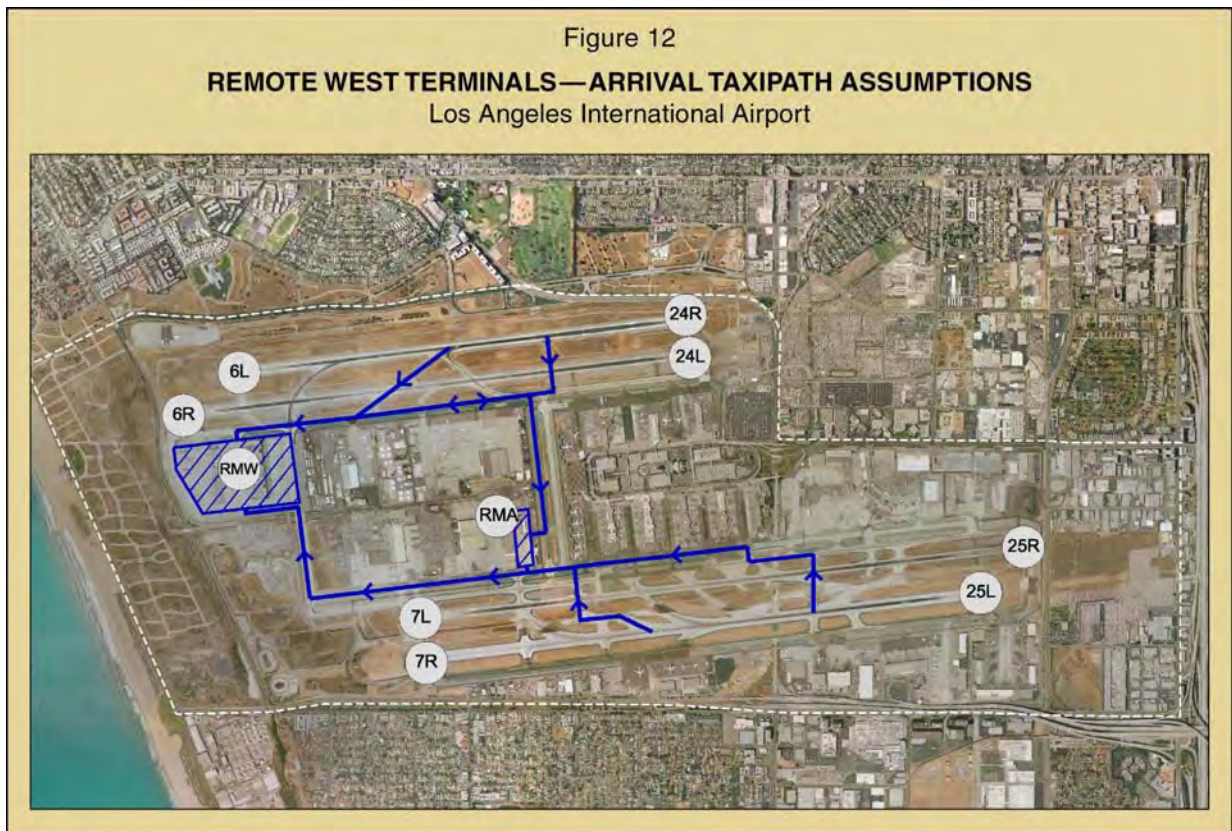 Figure 12
REMOTE WEST TERMINALS—ARRIVAL TAXIPATH ASSUMPTIONS
Los Angeles International Airport
24R
24L
6L
6R
RMW
RMA
25R
25L
7L
7R